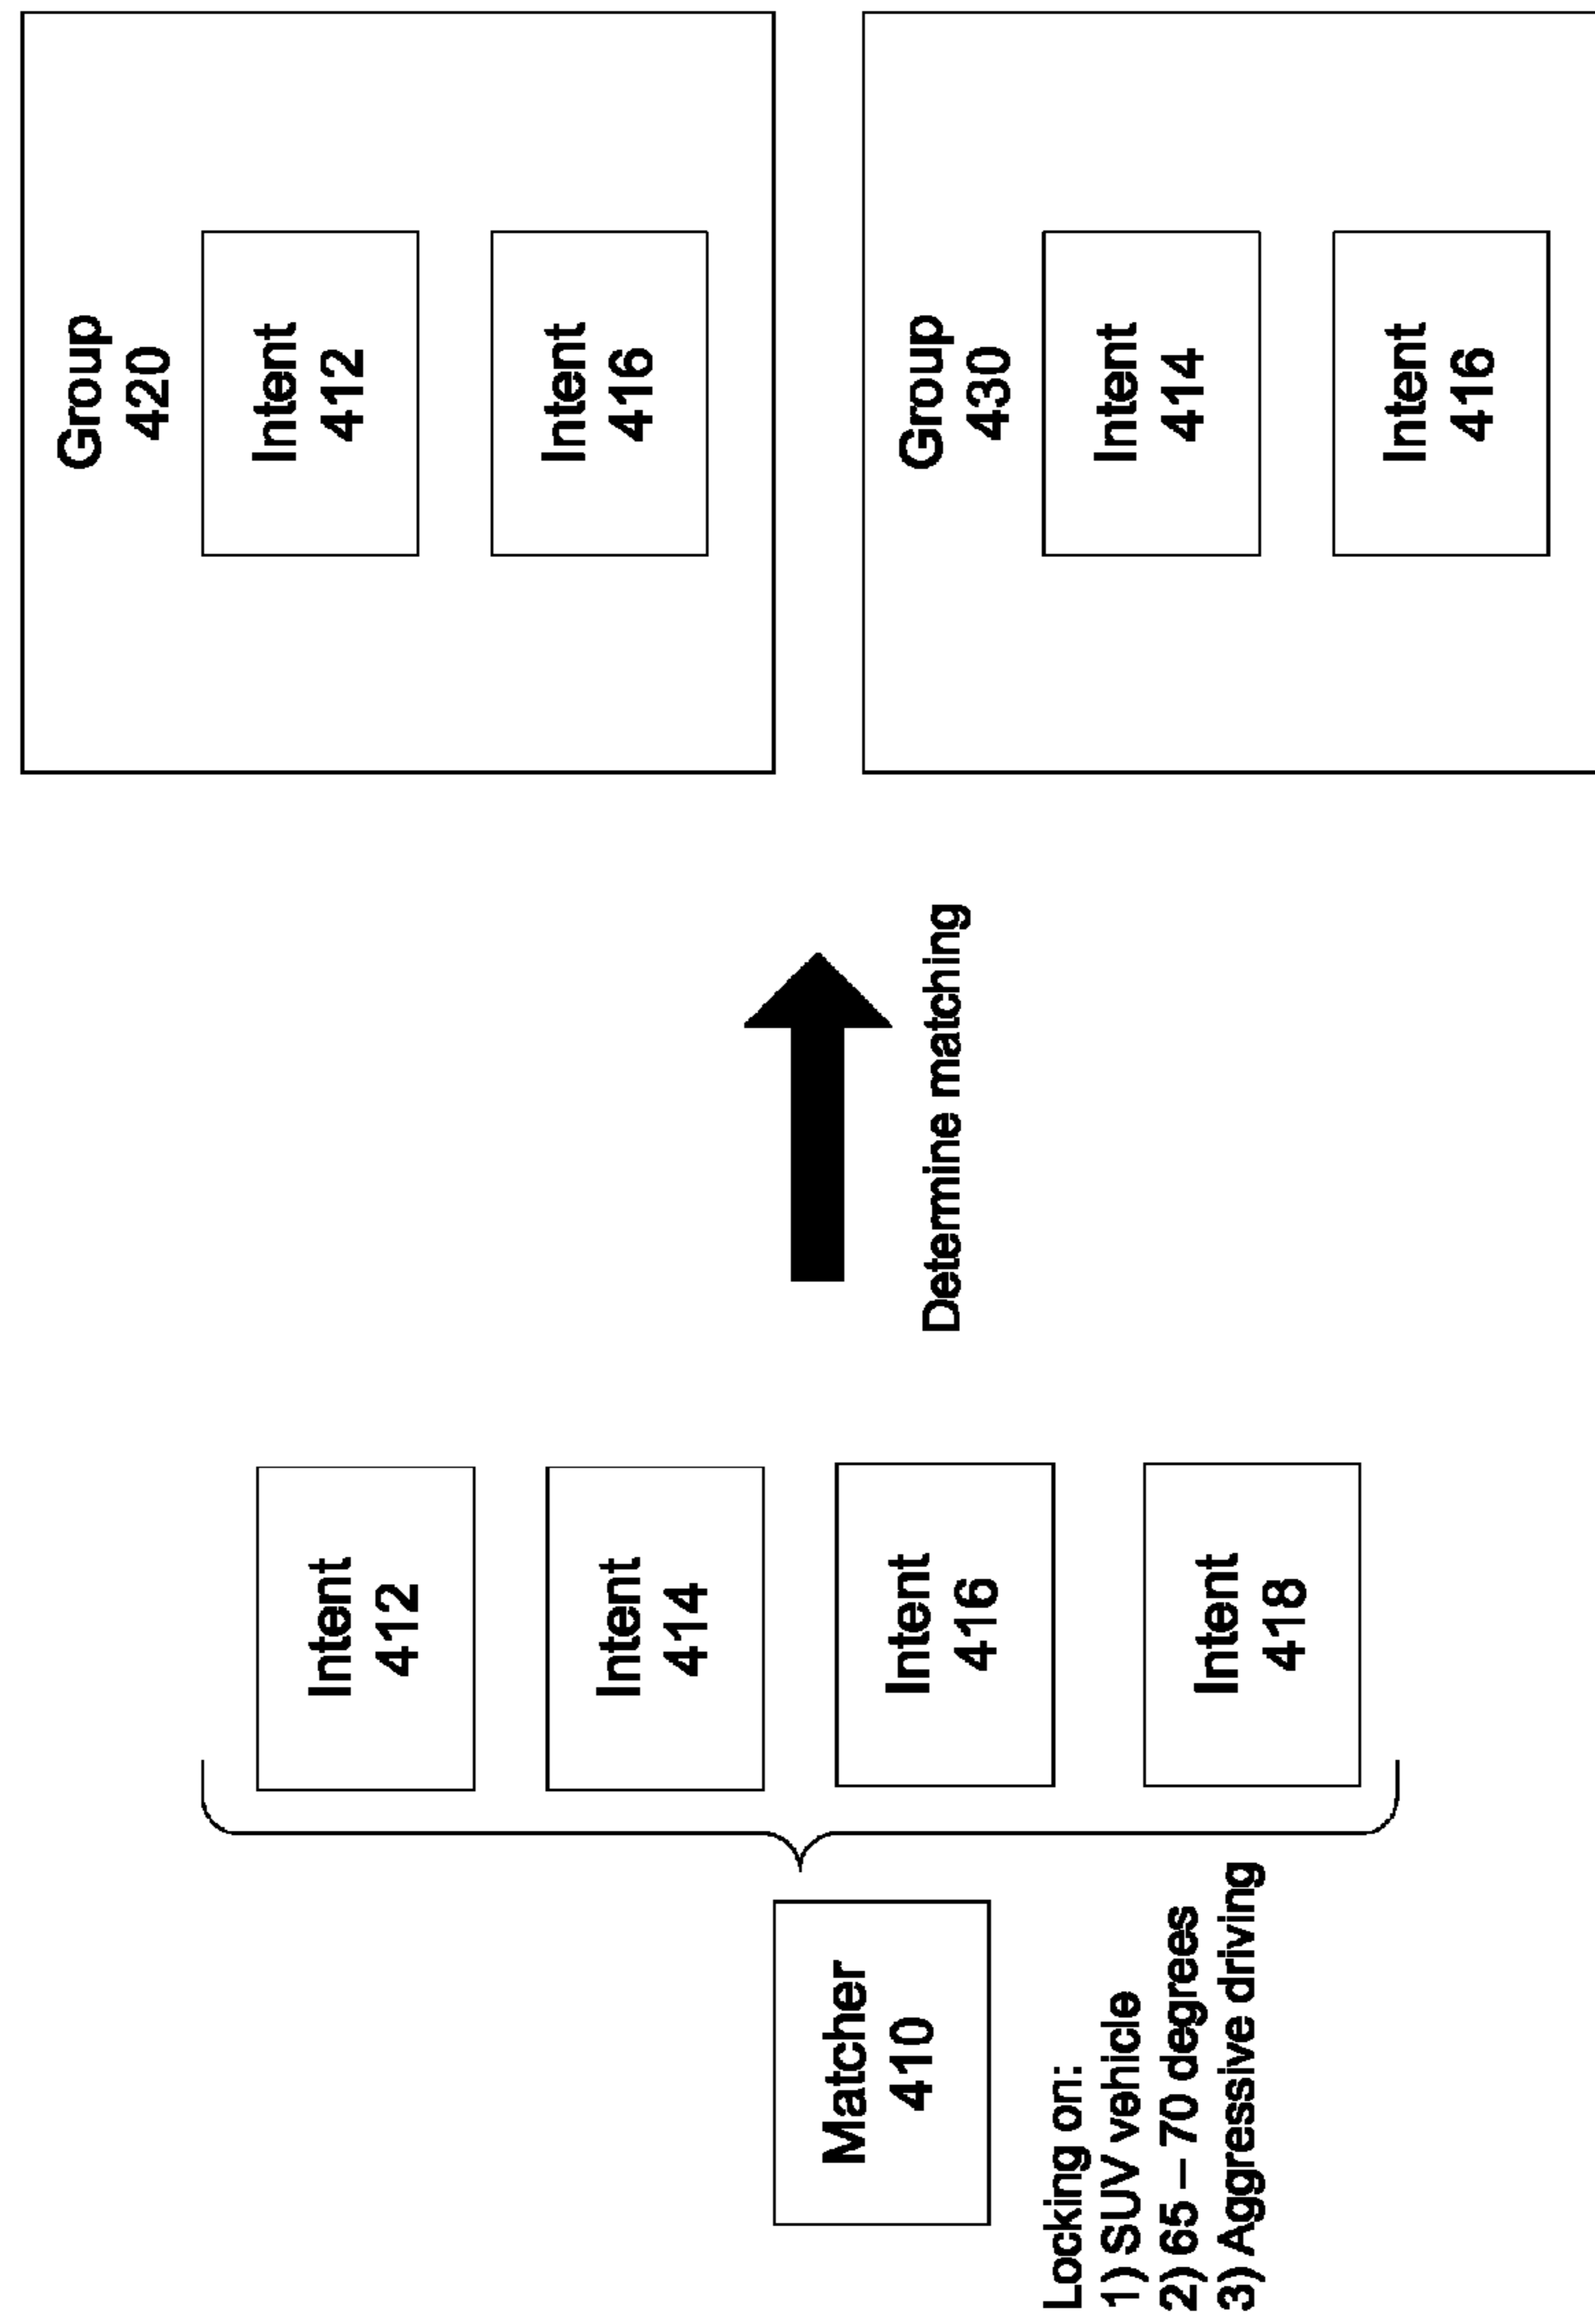 Matcher
410
Locking on:
1) SUV vehicle
2) 65 – 70 degrees
3) Aggressive driving
Intent
412
Intent
414
Intent
416
Intent
418
Determine matching
Group
420
Intent
412
Intent
416
Group
430
Intent
414
Intent
416